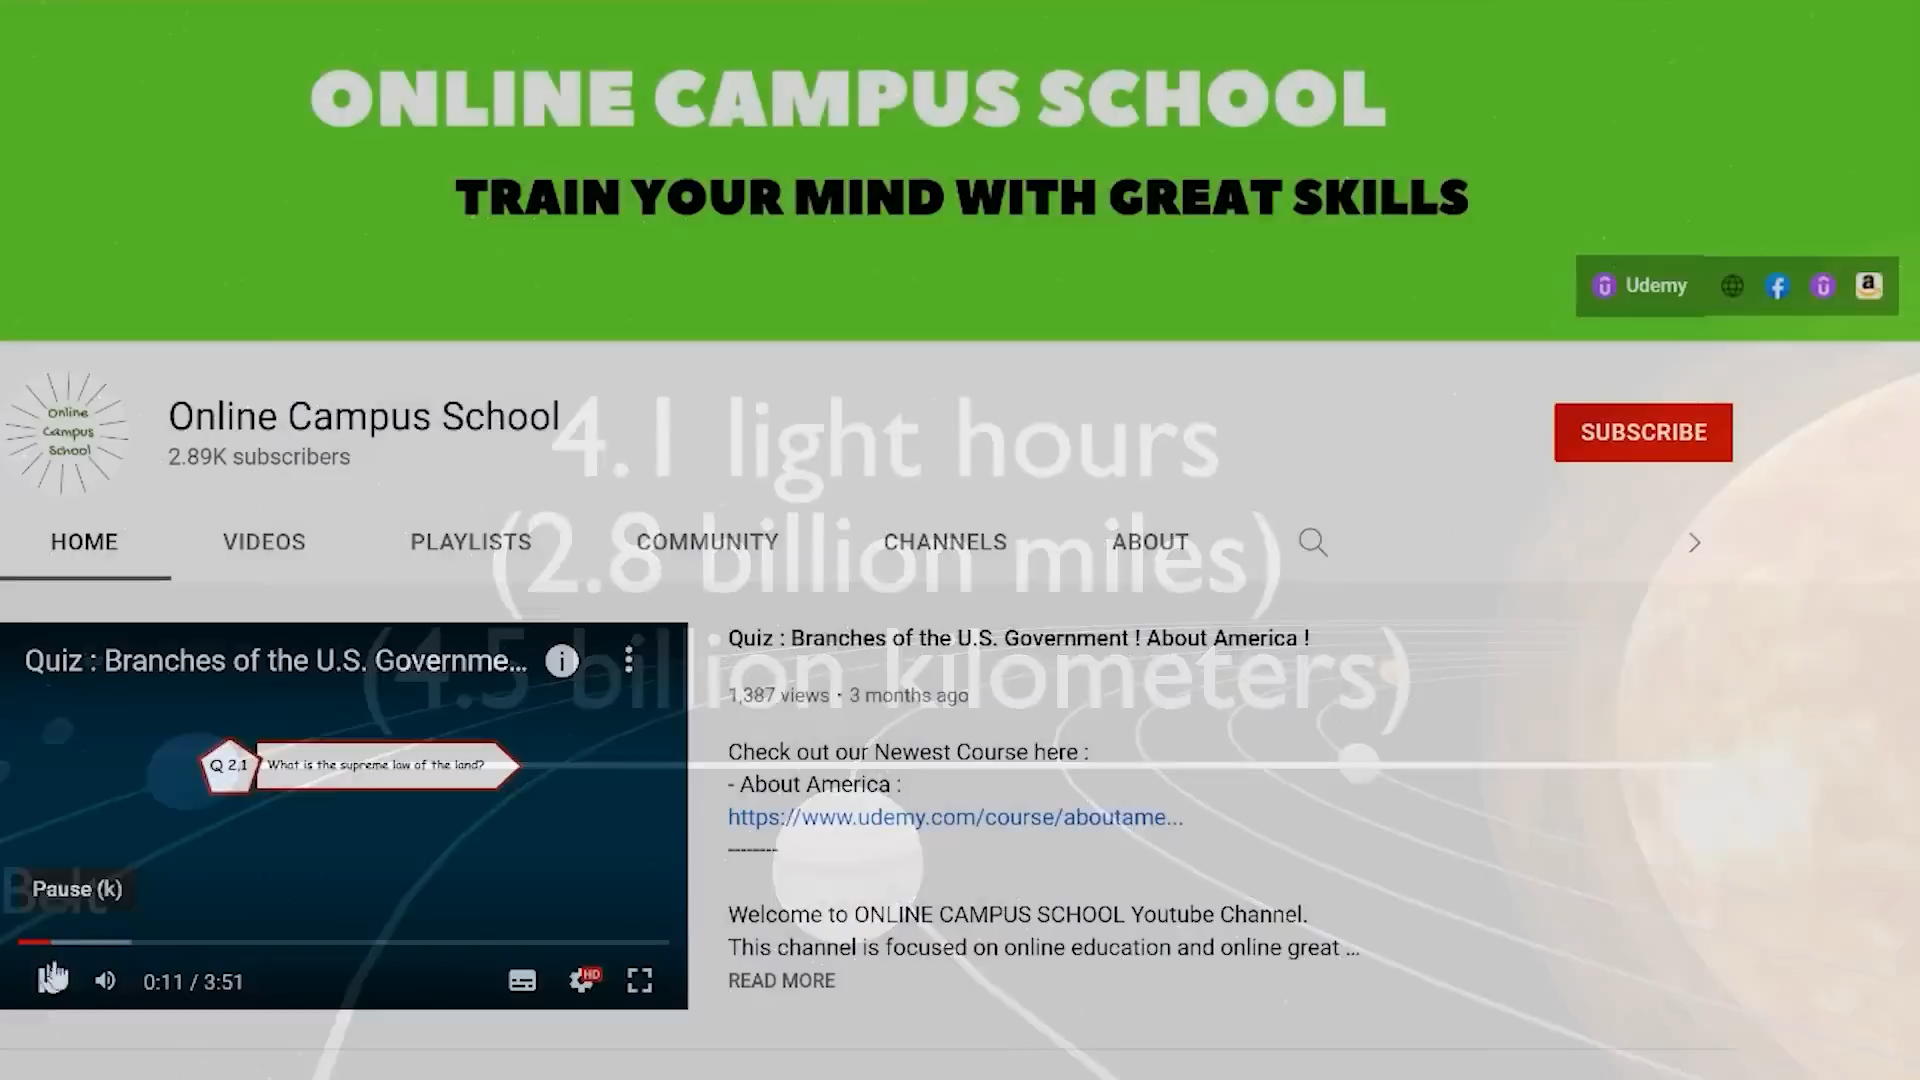 ONLINE CAMPUS SCHOOL
TRAIN YOUR MIND WITH GREAT SKILLS
Udemy
Online
Campus
School
Online Campus School
2.89K subscribers
SUBSCRIBE
4.1 light hours
(2.8 billion miles)
(4.5 billion kilometers)
HOME VIDEOS PLAYLISTS COMMUNITY CHANNELS ABOUT
Quiz : Branches of the U.S. Governme...
Q 2,1 What is the supreme law of the land?
Belt
Pause (k)
0:11 / 3:51
HD
Quiz : Branches of the U.S. Government ! About America !
1,387 views • 3 months ago
Check out our Newest Course here :
- About America :
https://www.udemy.com/course/aboutame...
--------
Welcome to ONLINE CAMPUS SCHOOL Youtube Channel.
This channel is focused on online education and online great ...
READ MORE